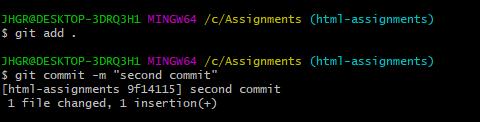 JHGR@DESKTOP-3DRQ3H1 MINGW64 /c/Assignments (html-assignments)
$ git add .
JHGR@DESKTOP-3DRQ3H1 MINGW64 /c/Assignments (html-assignments)
$ git commit -m "second commit"
[html-assignments 9f14115] second commit
 1 file changed, 1 insertion(+)